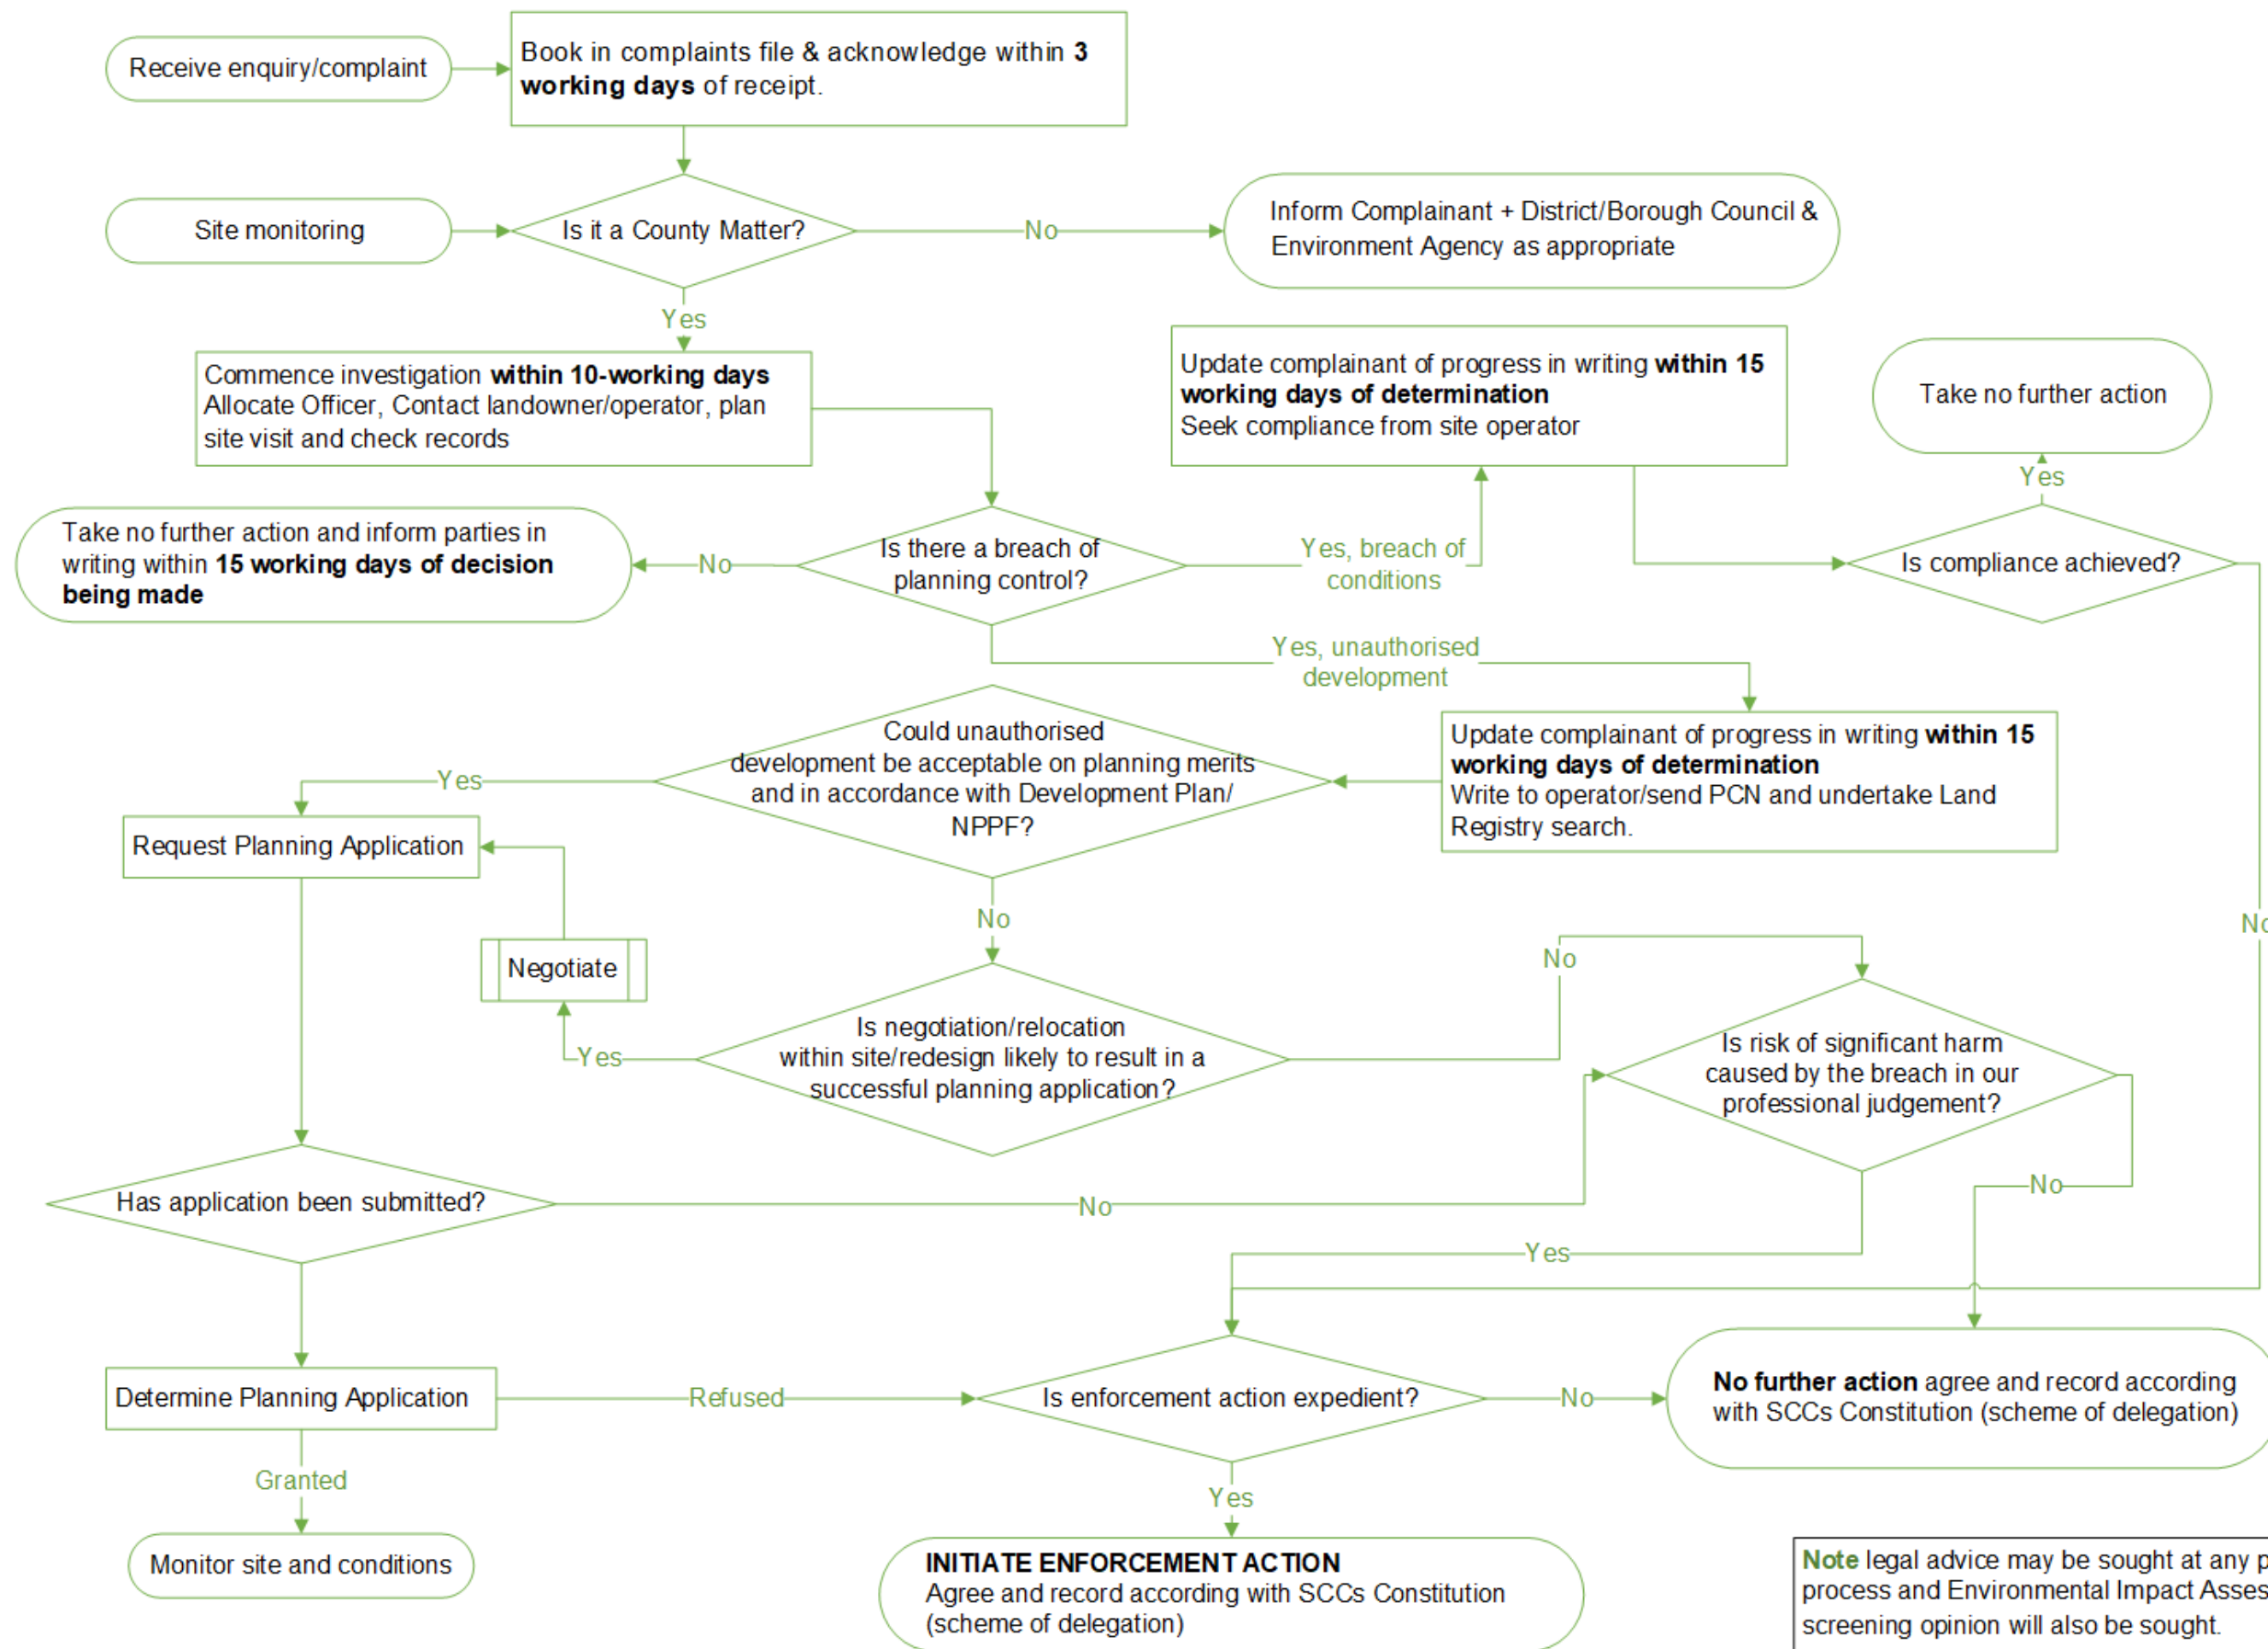 Receive enquiry/complaint
Book in complaints file & acknowledge within 3
working days of receipt.
Site monitoring
Is it a County Matter?
No
Inform Complainant + District/Borough Council &
Environment Agency as appropriate
Yes
Commence investigation within 10-working days
Allocate Officer, Contact landowner/operator, plan
site visit and check records
Update complainant of progress in writing within 15
working days of determination
Seek compliance from site operator
Take no further action
Yes
Take no further action and inform parties in
writing within 15 working days of decision
being made
No
Is there a breach of
planning control?
Yes, breach of
conditions
Is compliance achieved?
Yes, unauthorised
development
Could unauthorised
development be acceptable on planning merits
and in accordance with Development Plan/
NPPF?
Yes
Update complainant of progress in writing within 15
working days of determination
Write to operator/send PCN and undertake Land
Registry search.
Request Planning Application
No
No
Negotiate
No
Is negotiation/relocation
within site/redesign likely to result in a
successful planning application?
Yes
Is risk of significant harm
caused by the breach in our
professional judgement?
Has application been submitted?
No
No
Yes
Determine Planning Application
Refused
Is enforcement action expedient?
No
No further action agree and record according
with SCCs Constitution (scheme of delegation)
Granted
Yes
Monitor site and conditions
INITIATE ENFORCEMENT ACTION
Agree and record according with SCCs Constitution
(scheme of delegation)
Note legal advice may be sought at any
process and Environmental Impact
screening opinion will also be sought.